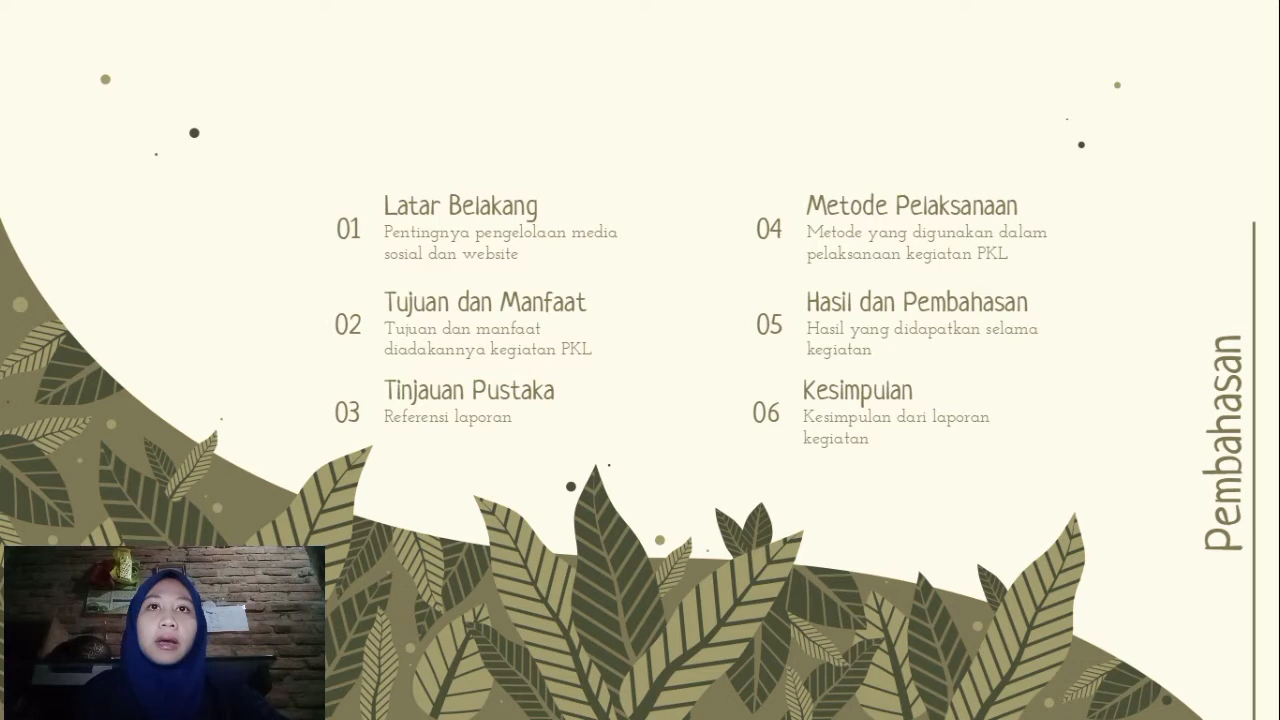 01
Latar Belakang
Pentingnya pengelolaan media
sosial dan website
02
Tujuan dan Manfaat
Tujuan dan manfaat
diadakannya kegiatan PKL
03
Tinjauan Pustaka
Referensi laporan
04
Metode Pelaksanaan
Metode yang digunakan dalam
pelaksanaan kegiatan PKL
05
Hasil dan Pembahasan
Hasil yang didapatkan selama
kegiatan
06
Kesimpulan
Kesimpulan dari laporan
kegiatan
Pembahasan